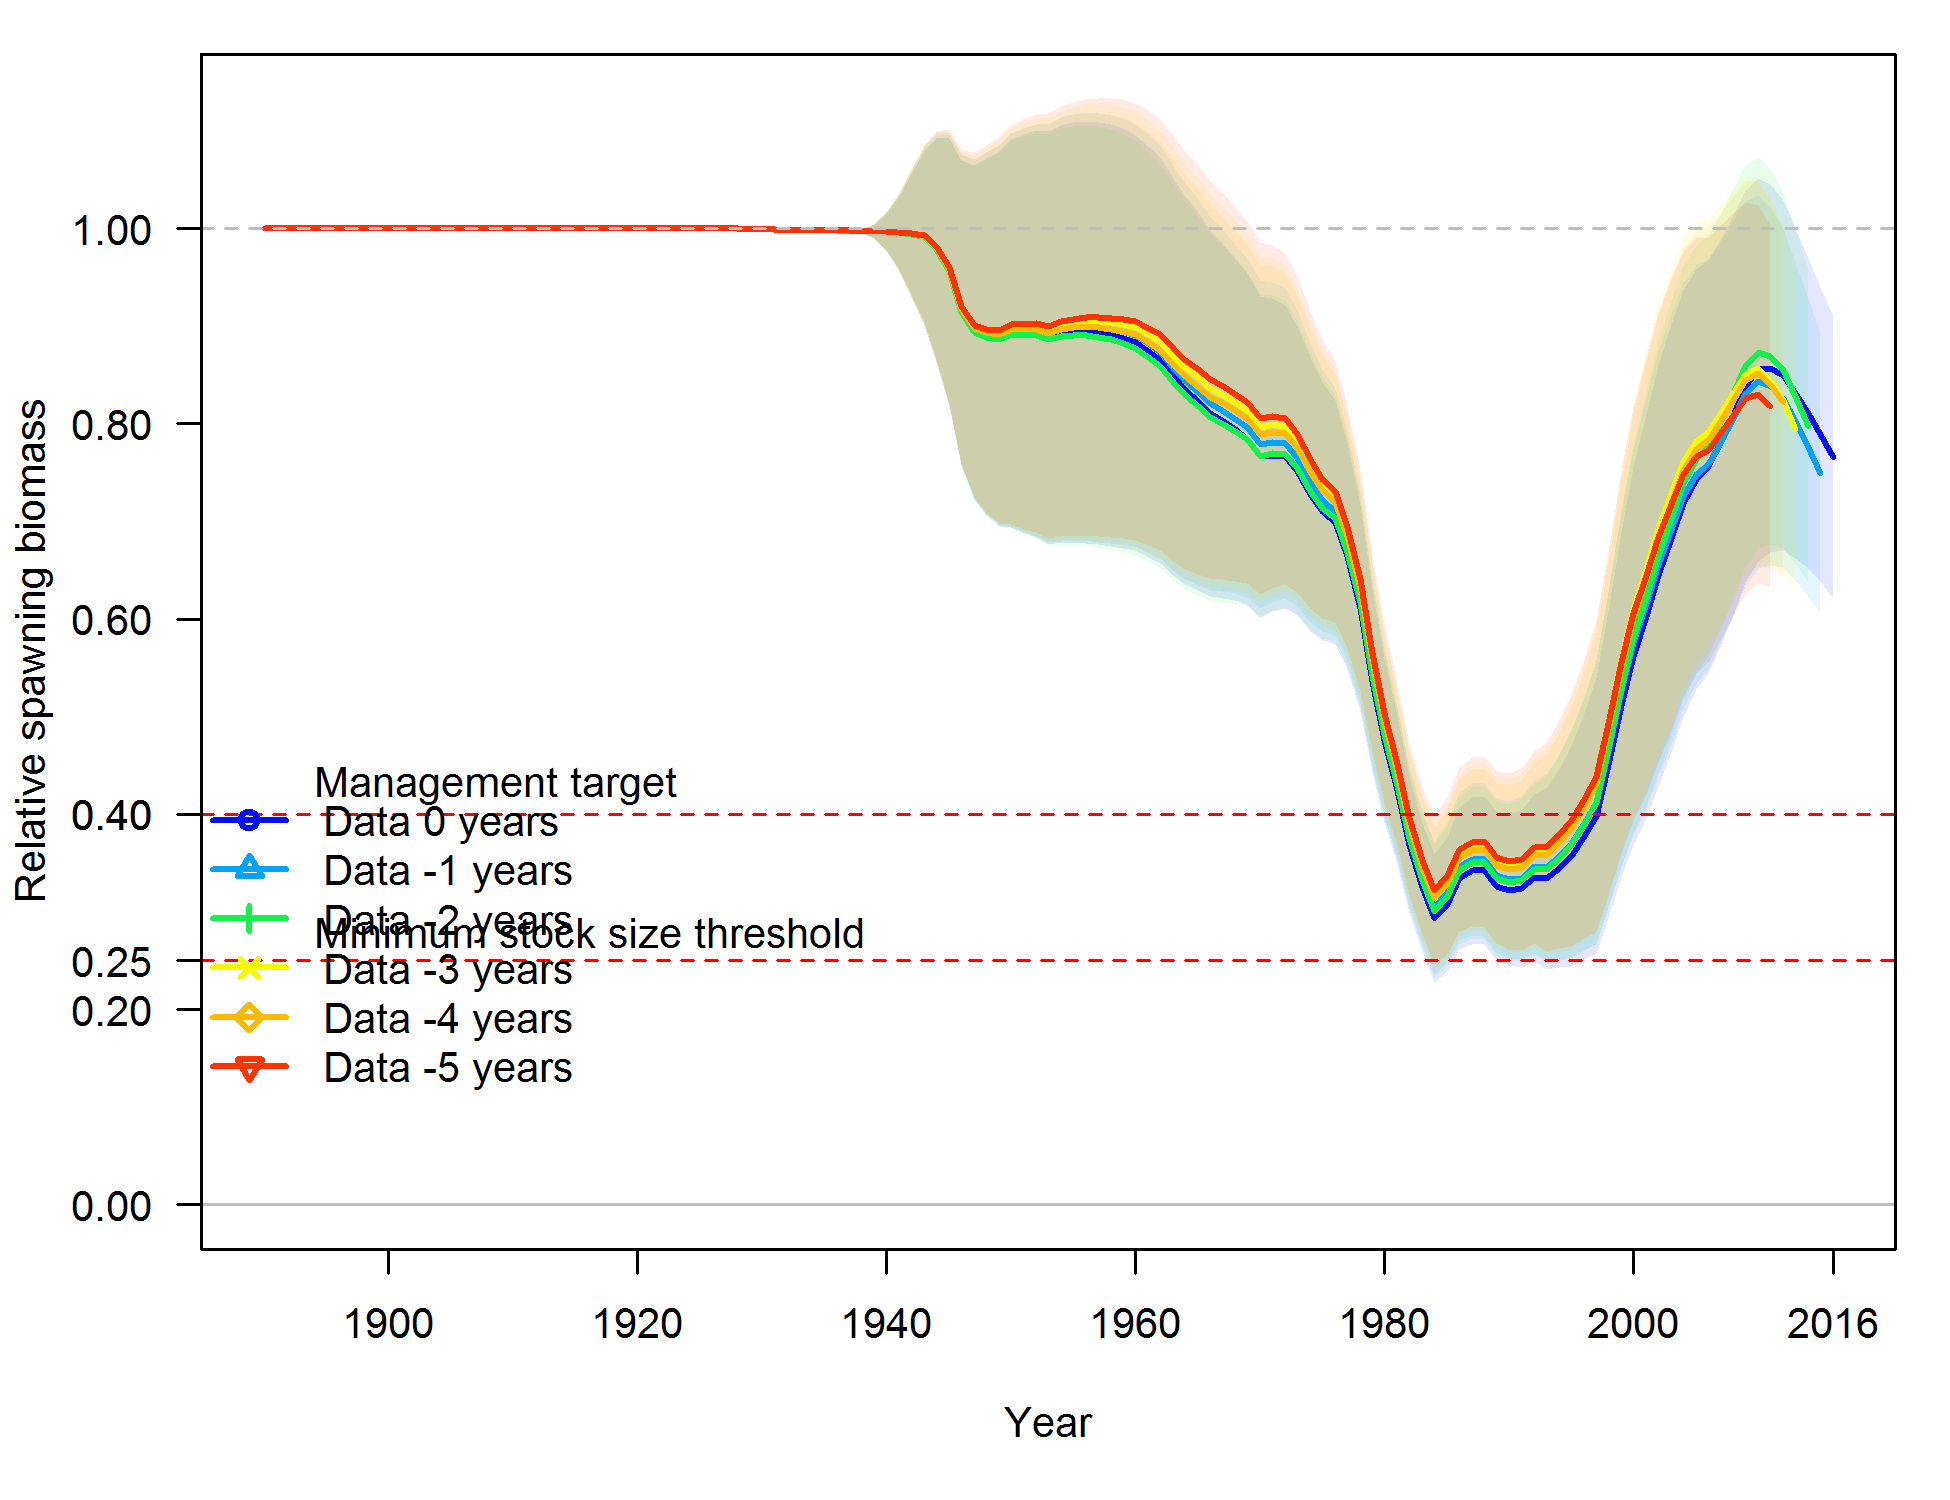 1.00
0.80
0.60
0.40
0.25
0.20
0.00
Relative spawning biomass
Management target
Data 0 years
Data -1 years
Data -2 years
Minimum stock size threshold
Data -3 years
Data -4 years
Data -5 years
1900 1920 1940 1960 1980 2000 2016
Year